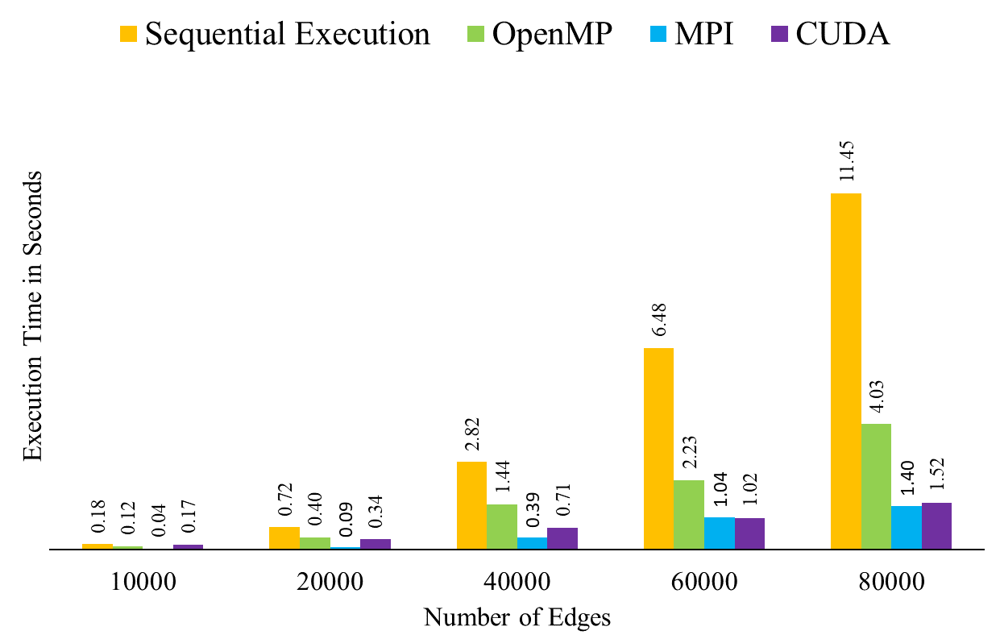 Sequential Execution OpenMP MPI CUDA
Execution Time in Seconds
0.18 0.12 0.04 0.17
0.72 0.40 0.09 0.34
2.82 1.44 0.39 0.71
6.48 2.23 1.04 1.02
11.45 4.03 1.40 1.52
10000 20000 40000 60000 80000
Number of Edges